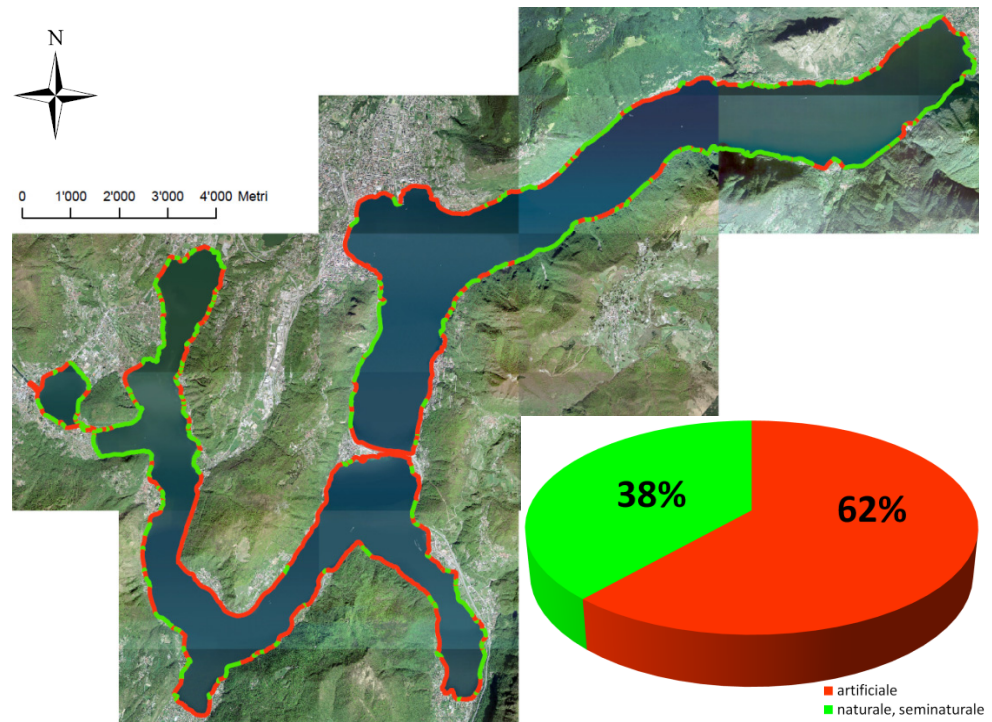 N
0 1'000 2'000 3'000 4'000 Metri
38%
62%
artificiale
naturale, seminaturale